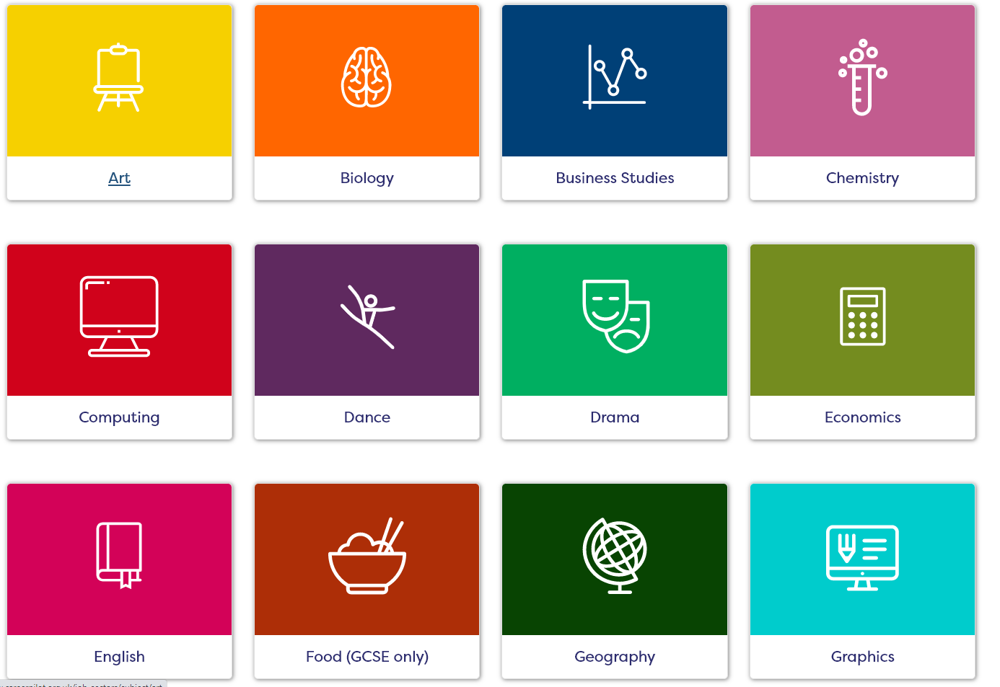 Art
Biology
Business Studies
Chemistry
Computing
Dance
Drama
Economics
English
Food (GCSE only)
Geography
Graphics